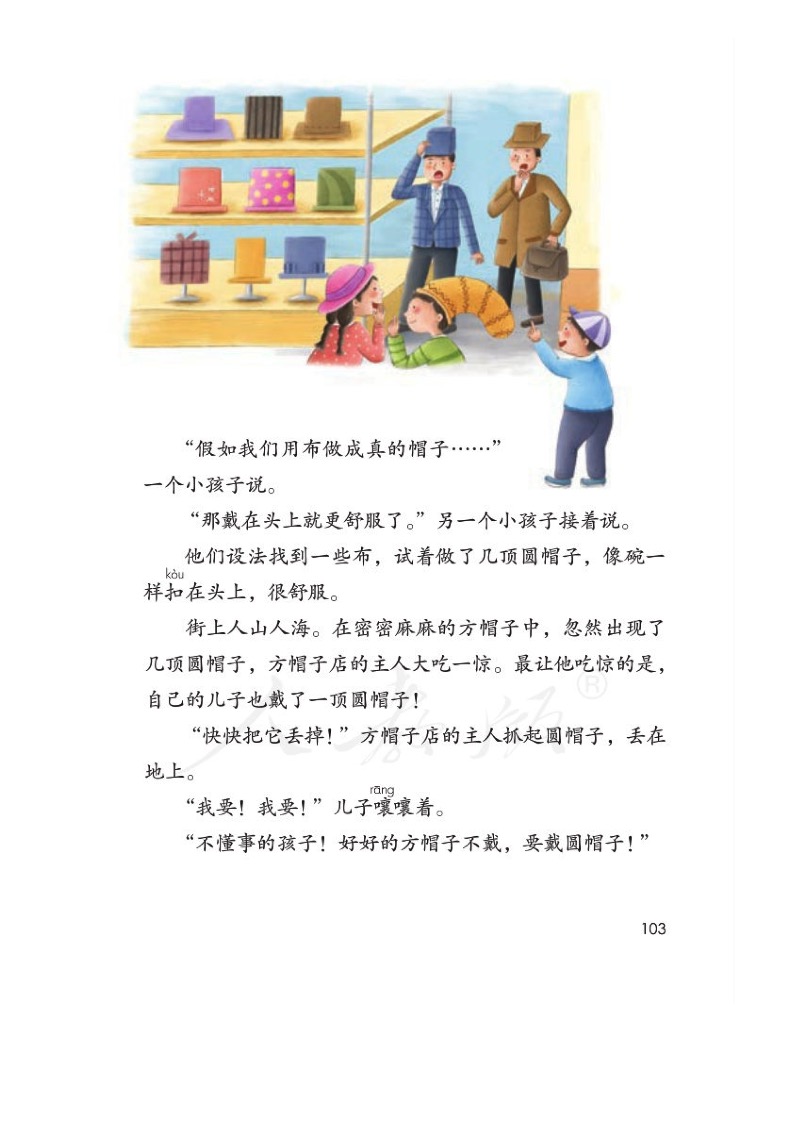 “假如我们用布做成真的帽子……”
一个小孩子说。
“那戴在头上就更舒服了。”另一个小孩子接着说。
他们设法找到一些布，试着做了几顶圆帽子，像碗一
kòu
样扣在头上，很舒服。
街上人山人海。在密密麻麻的方帽子中，忽然出现了
几顶圆帽子，方帽子店的主人大吃一惊。最让他吃惊的是，
自己的儿子也戴了一顶圆帽子！
人教版®
“快快把它丢掉！”方帽子店的主人抓起圆帽子，丢在
地上。
rāng
“我要！我要！”儿子嚷嚷着。
“不懂事的孩子！好好的方帽子不戴，要戴圆帽子！”
103